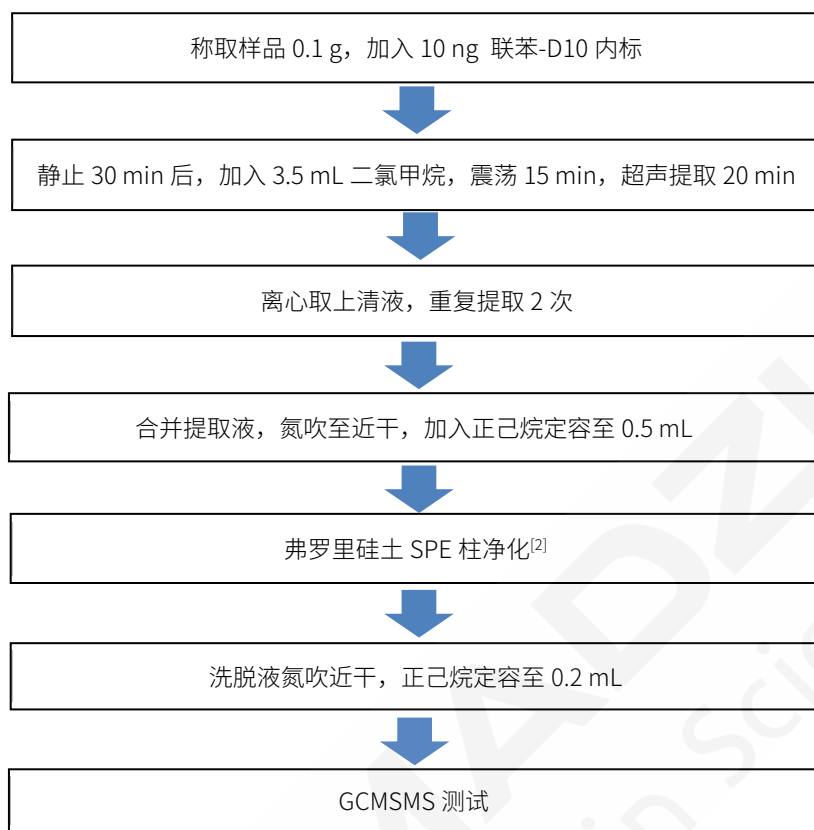 称取样品 0.1 g，加入 10 ng 联苯-D10 内标
静止 30 min 后，加入 3.5 mL 二氯甲烷，震荡 15 min，超声提取 20 min
离心取上清液，重复提取 2 次
合并提取液，氮吹至近干，加入正己烷定容至 0.5 mL
弗罗里硅土 SPE 柱净化[2]
洗脱液氮吹近干，正己烷定容至 0.2 mL
GCMSMS 测试